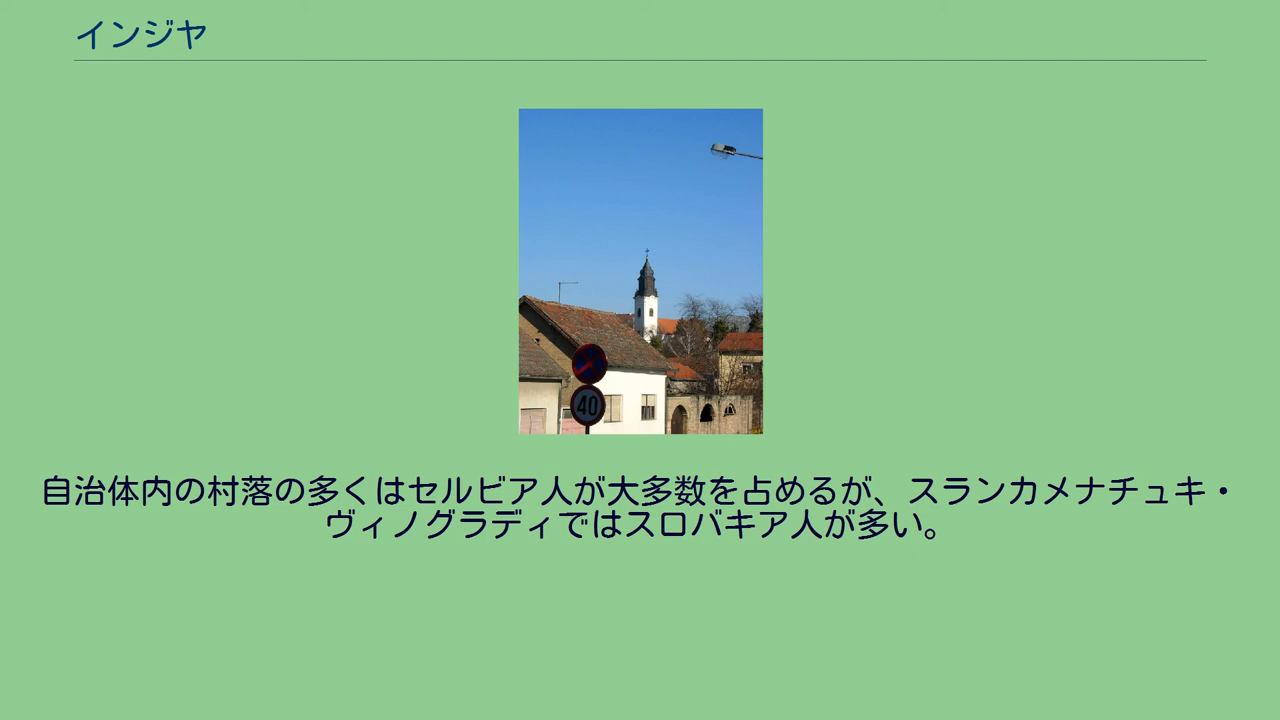 インジヤ
40
自治体内の村落の多くはセルビア人が大多数を占めるが、スランカメナチュキ・
ヴィノグラディではスロバキア人が多い。